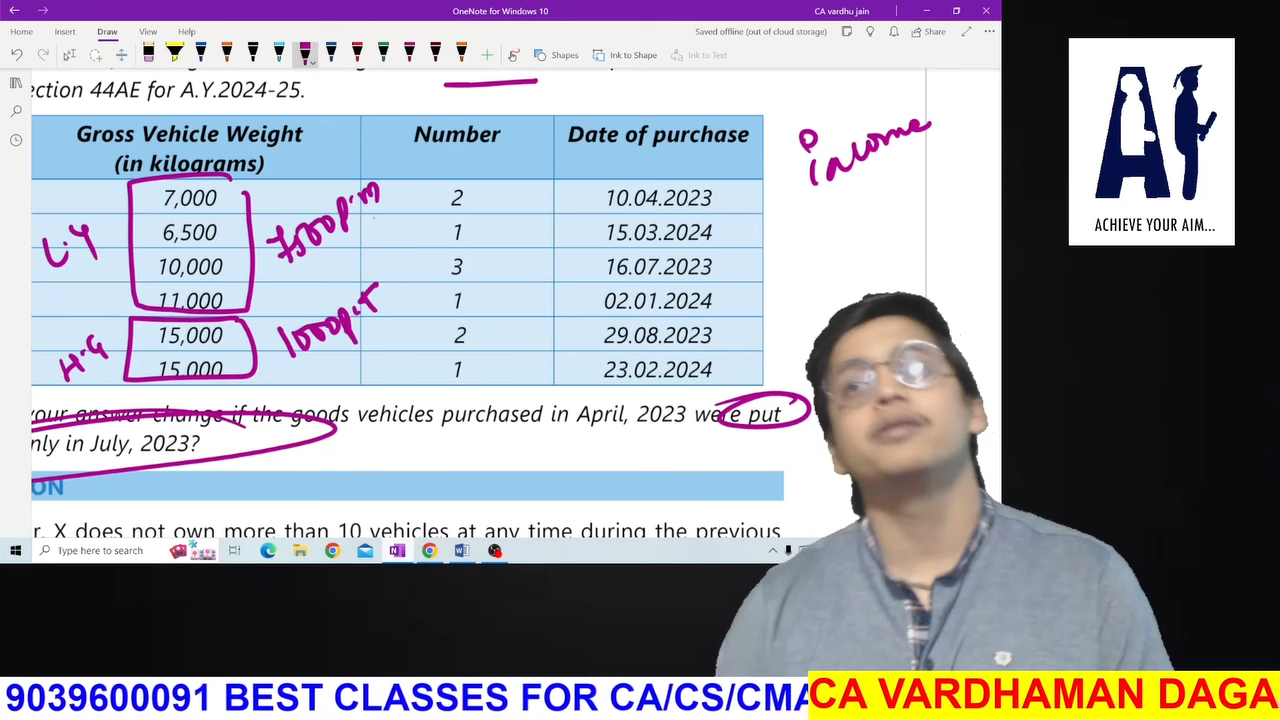 OneNote for Windows 10
CA vardhu jain
Home Insert Draw View Help
Saved offline (out of cloud storage)
Share
Shapes
Ink to Shape
Ink to Text
ection 44AE for A.Y.2024-25.
Gross Vehicle Weight (in kilograms) Number Date of purchase
7,000 2 10.04.2023
6,500 1 15.03.2024
10,000 3 16.07.2023
11,000 1 02.01.2024
15,000 2 29.08.2023
15,000 1 23.02.2024
7500 p.m
1000 p.t
H.G
income
your answer change if the goods vehicles purchased in April, 2023 were put
nly in July, 2023?
ON
r. X does not own more than 10 vehicles at any time during the previous
Type here to search
AI
ACHIEVE YOUR AIM...
9039600091 BEST CLASSES FOR CA/CS/CMA
CA VARDHAMAN DAGA